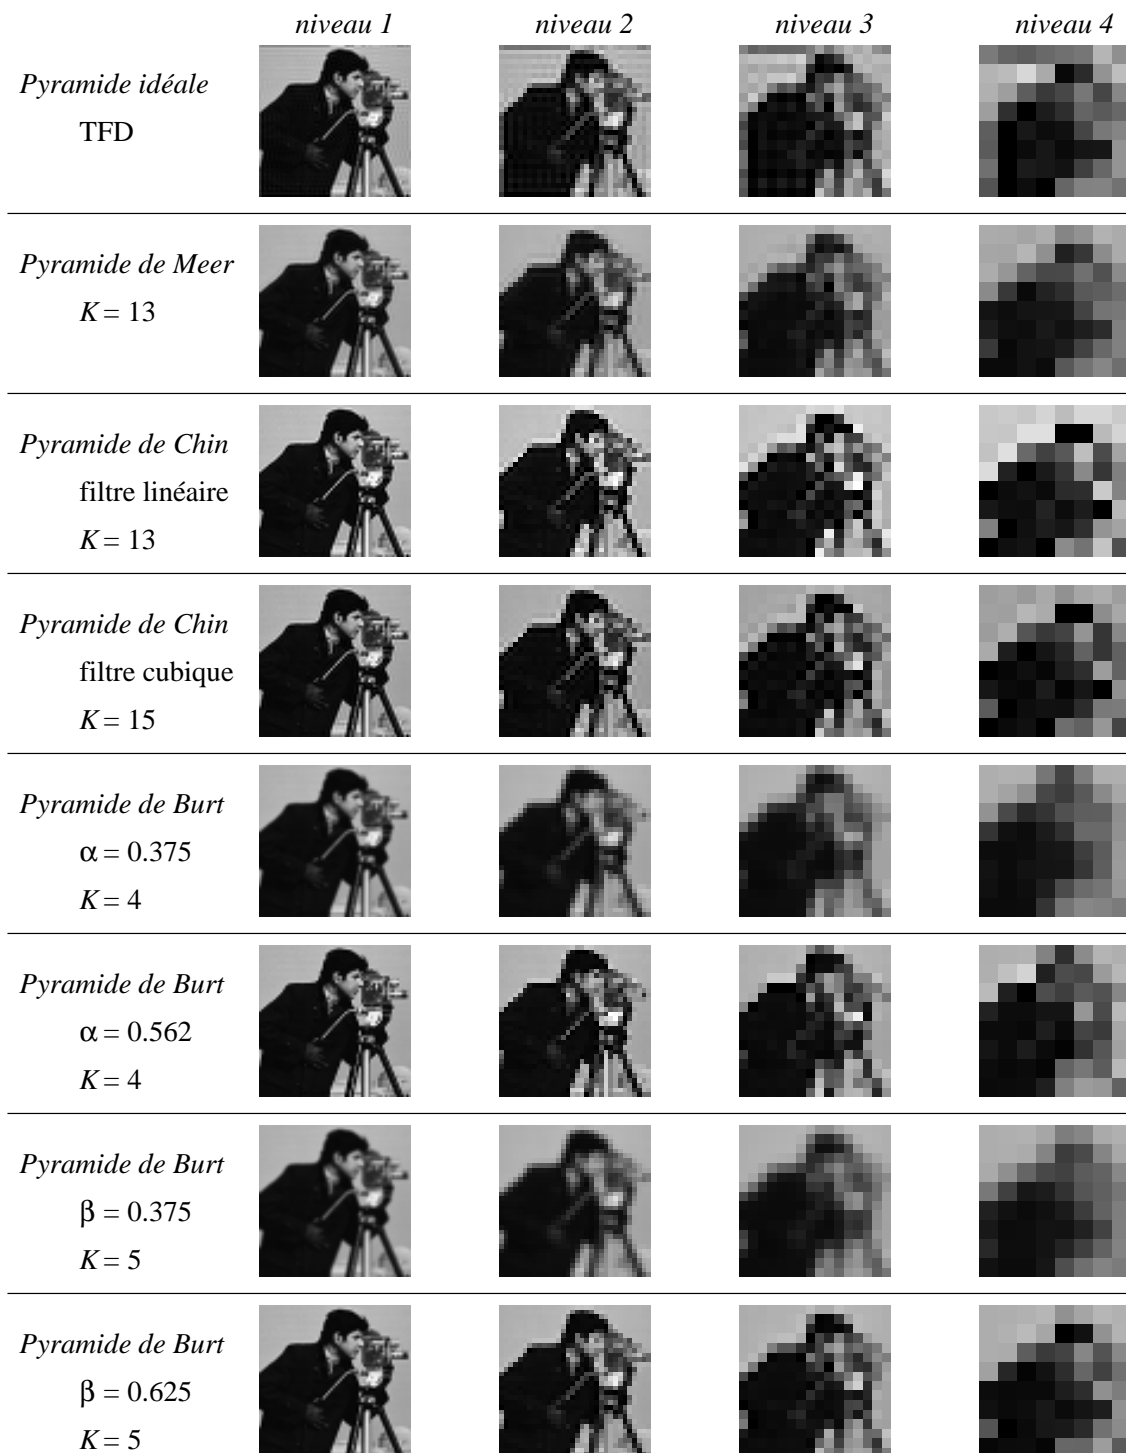 niveau 1 niveau 2 niveau 3 niveau 4
Pyramide idéale
TFD
Pyramide de Meer
K = 13
Pyramide de Chin
filtre linéaire
K = 13
Pyramide de Chin
filtre cubique
K = 15
Pyramide de Burt
α = 0.375
K = 4
Pyramide de Burt
α = 0.562
K = 4
Pyramide de Burt
β = 0.375
K = 5
Pyramide de Burt
β = 0.625
K = 5